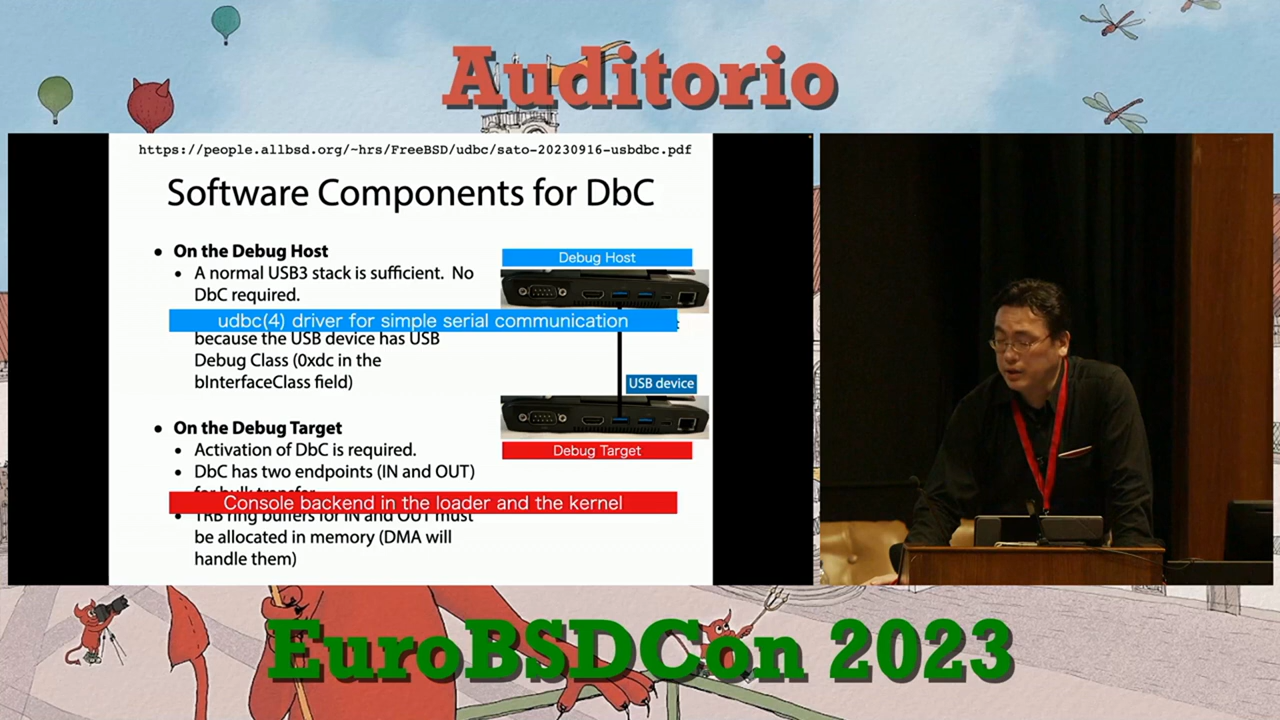 Auditorio
https://people.allbsd.org/~hrs/FreeBSD/udbc/sato-20230916-usbdbc.pdf
Software Components for DbC
• On the Debug Host
• A normal USB3 stack is sufficient. No
DbC required.
udbc(4) driver for simple serial communication
because the USB device has USB
Debug Class (0xdc in the
bInterfaceClass field)
• On the Debug Target
• Activation of DbC is required.
• DbC has two endpoints (IN and OUT)
for bulk transfer
Console backend in the loader and the kernel
• TRB ring buffers for IN and OUT must
be allocated in memory (DMA will
handle them)
Debug Host
USB device
Debug Target
EuroBSDCon 2023